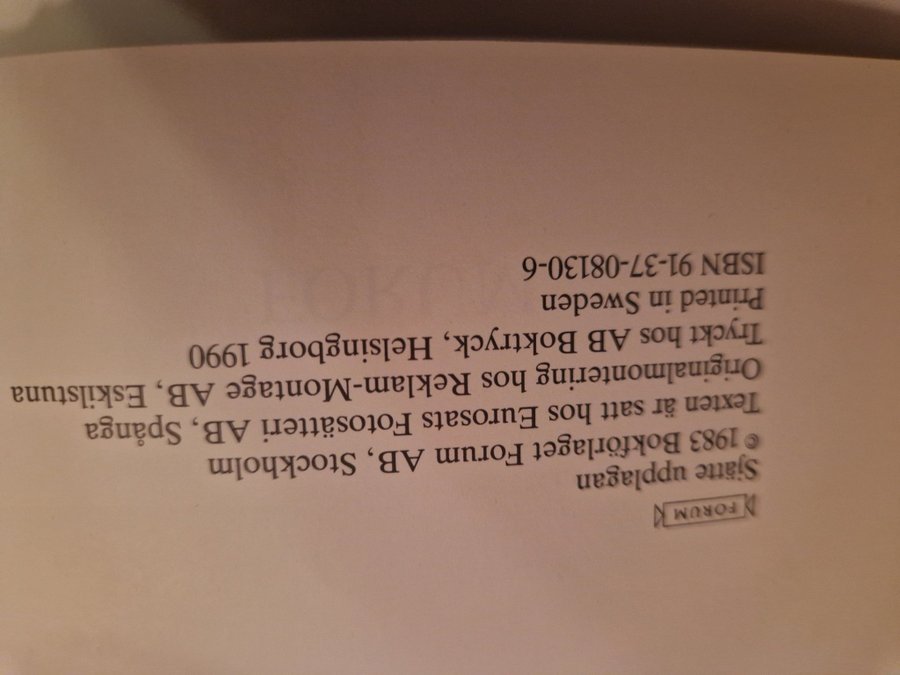 FORUM
Sjätte upplagan
© 1983 Bokförlaget Forum AB, Stockholm
Texten är satt hos Eurosats Fotosätteri AB, Spånga
Originalmontering hos Reklam-Montage AB, Eskilstuna
Tryckt hos AB Boktryck, Helsingborg 1990
Printed in Sweden
ISBN 91-37-08130-6